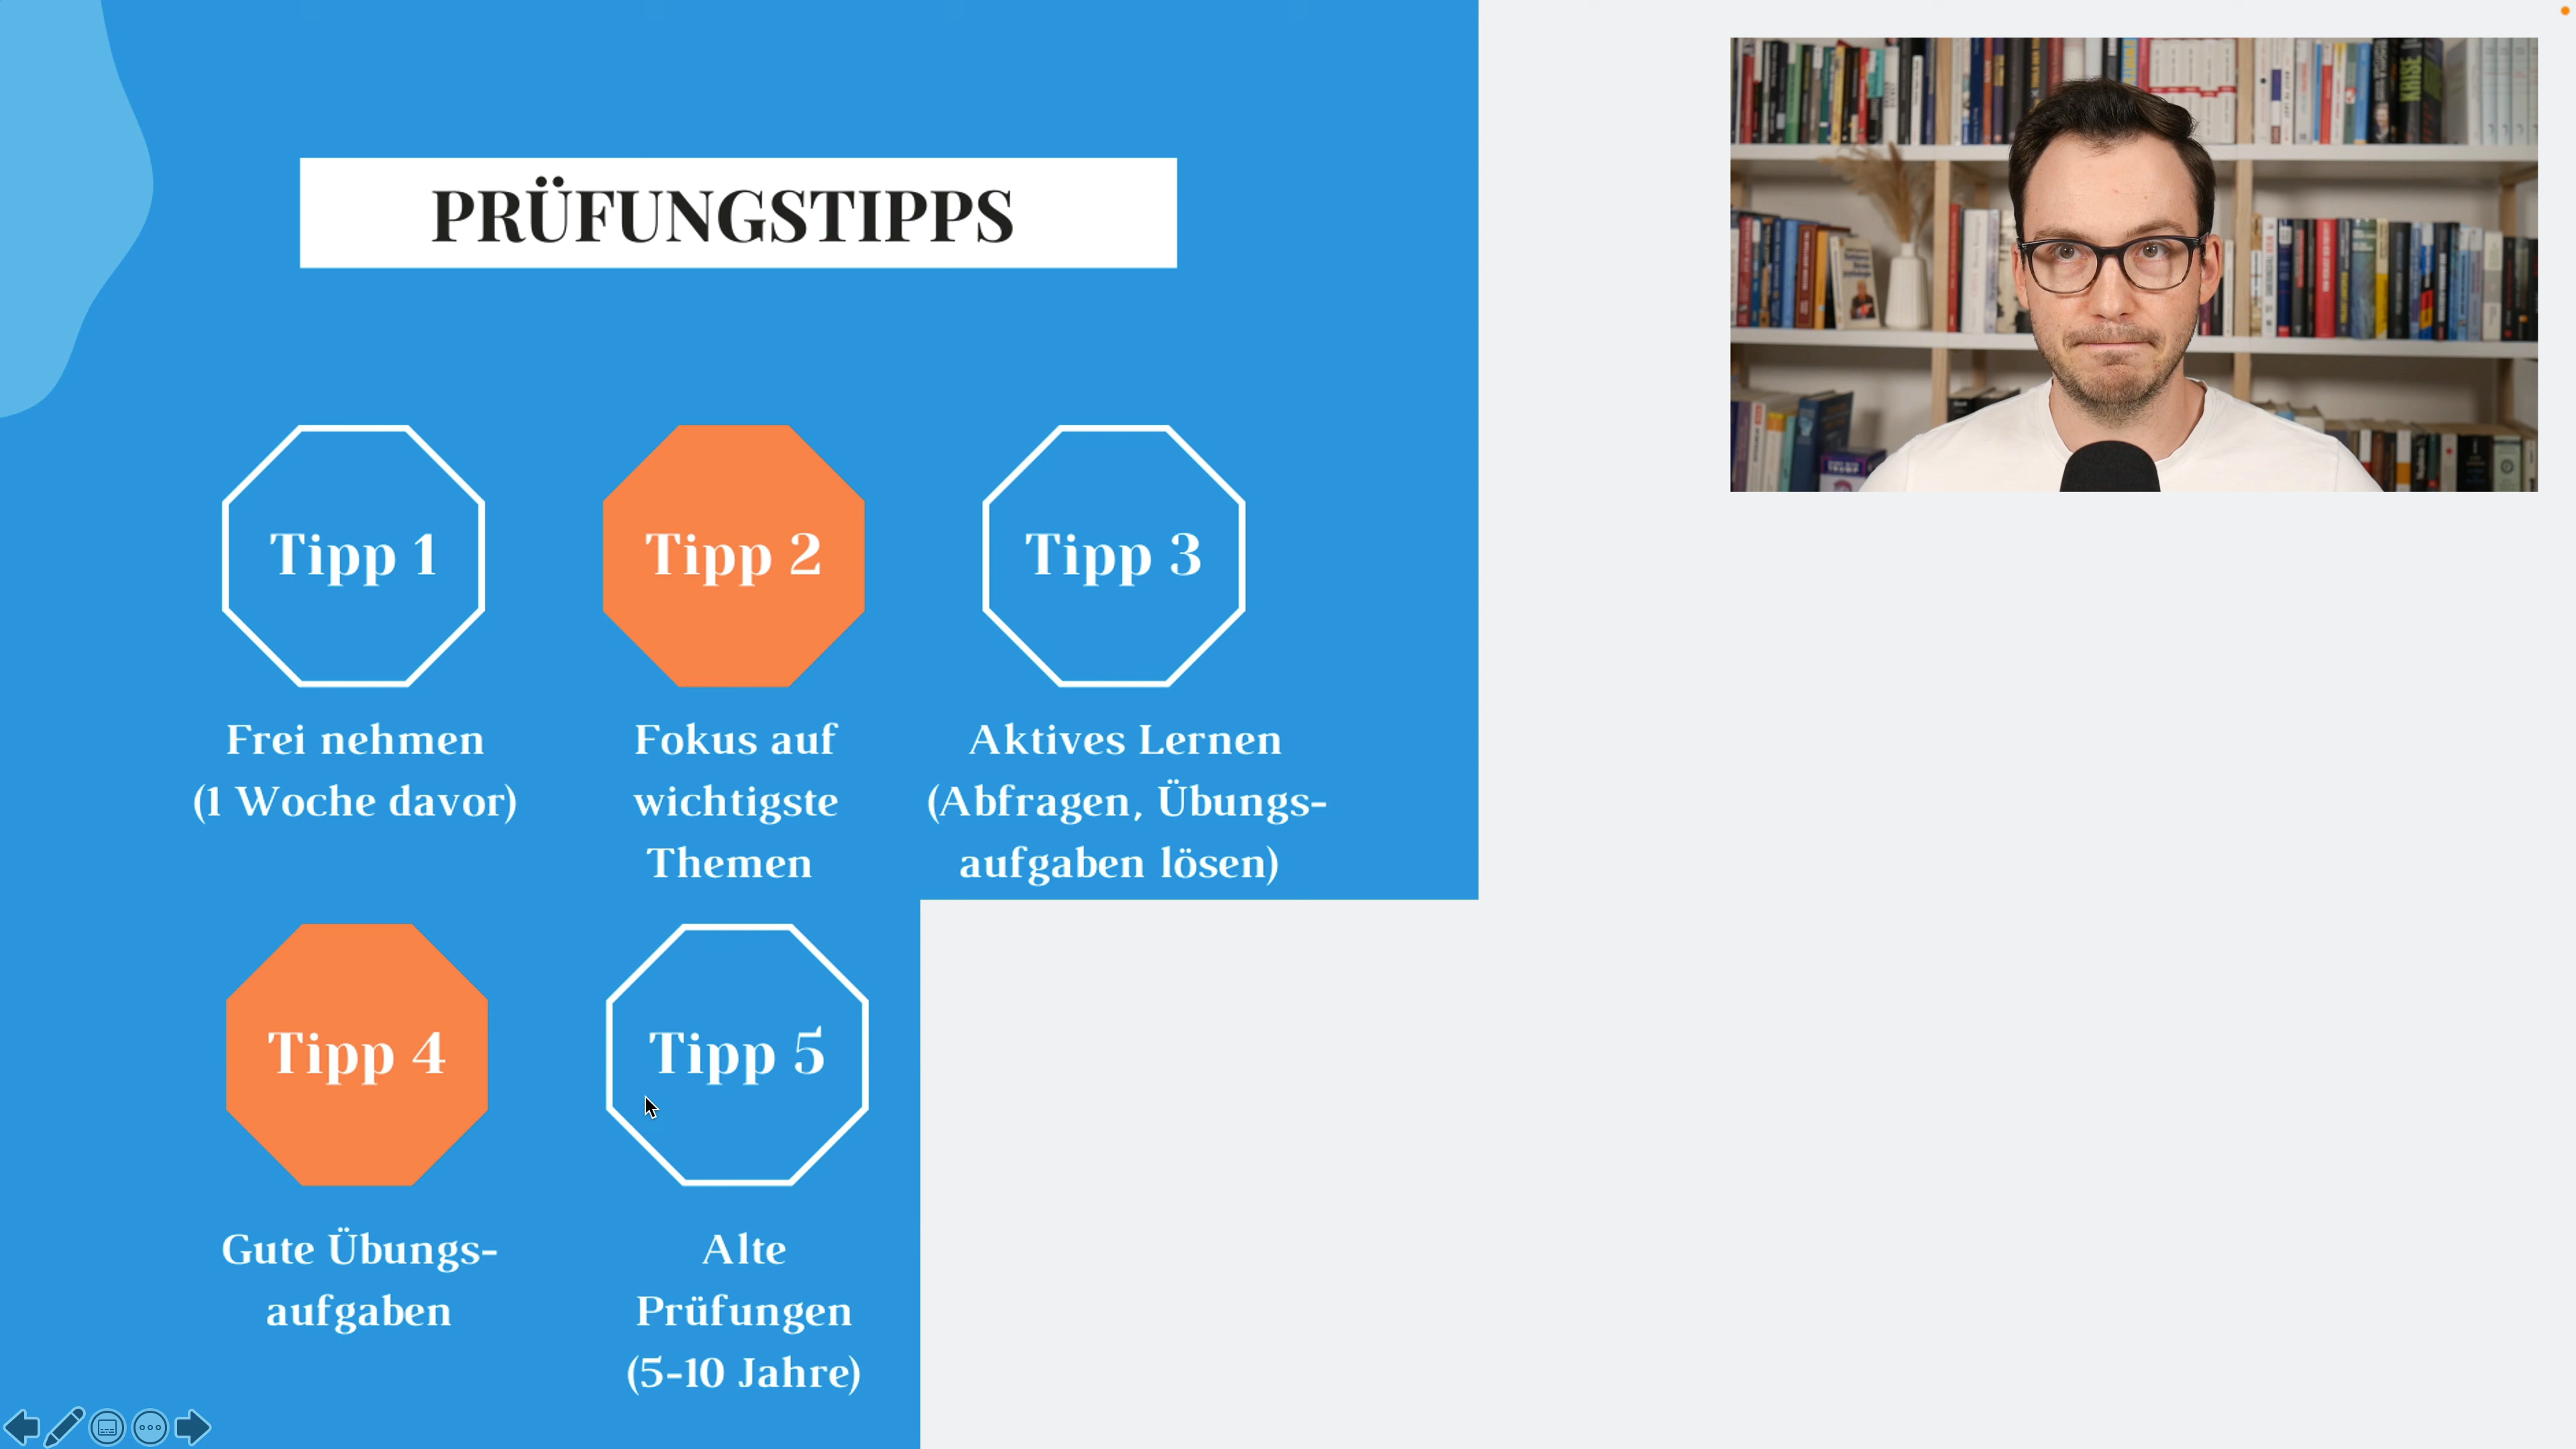 PRÜFUNGSTIPPS
Tipp 1
Tipp 2
Tipp 3
Frei nehmen
(1 Woche davor)
Fokus auf
wichtigste
Themen
Aktives Lernen
(Abfragen, Übungs-
aufgaben lösen)
Tipp 4
Tipp 5
Gute Übungs-
aufgaben
Alte
Prüfungen
(5-10 Jahre)
KRISE